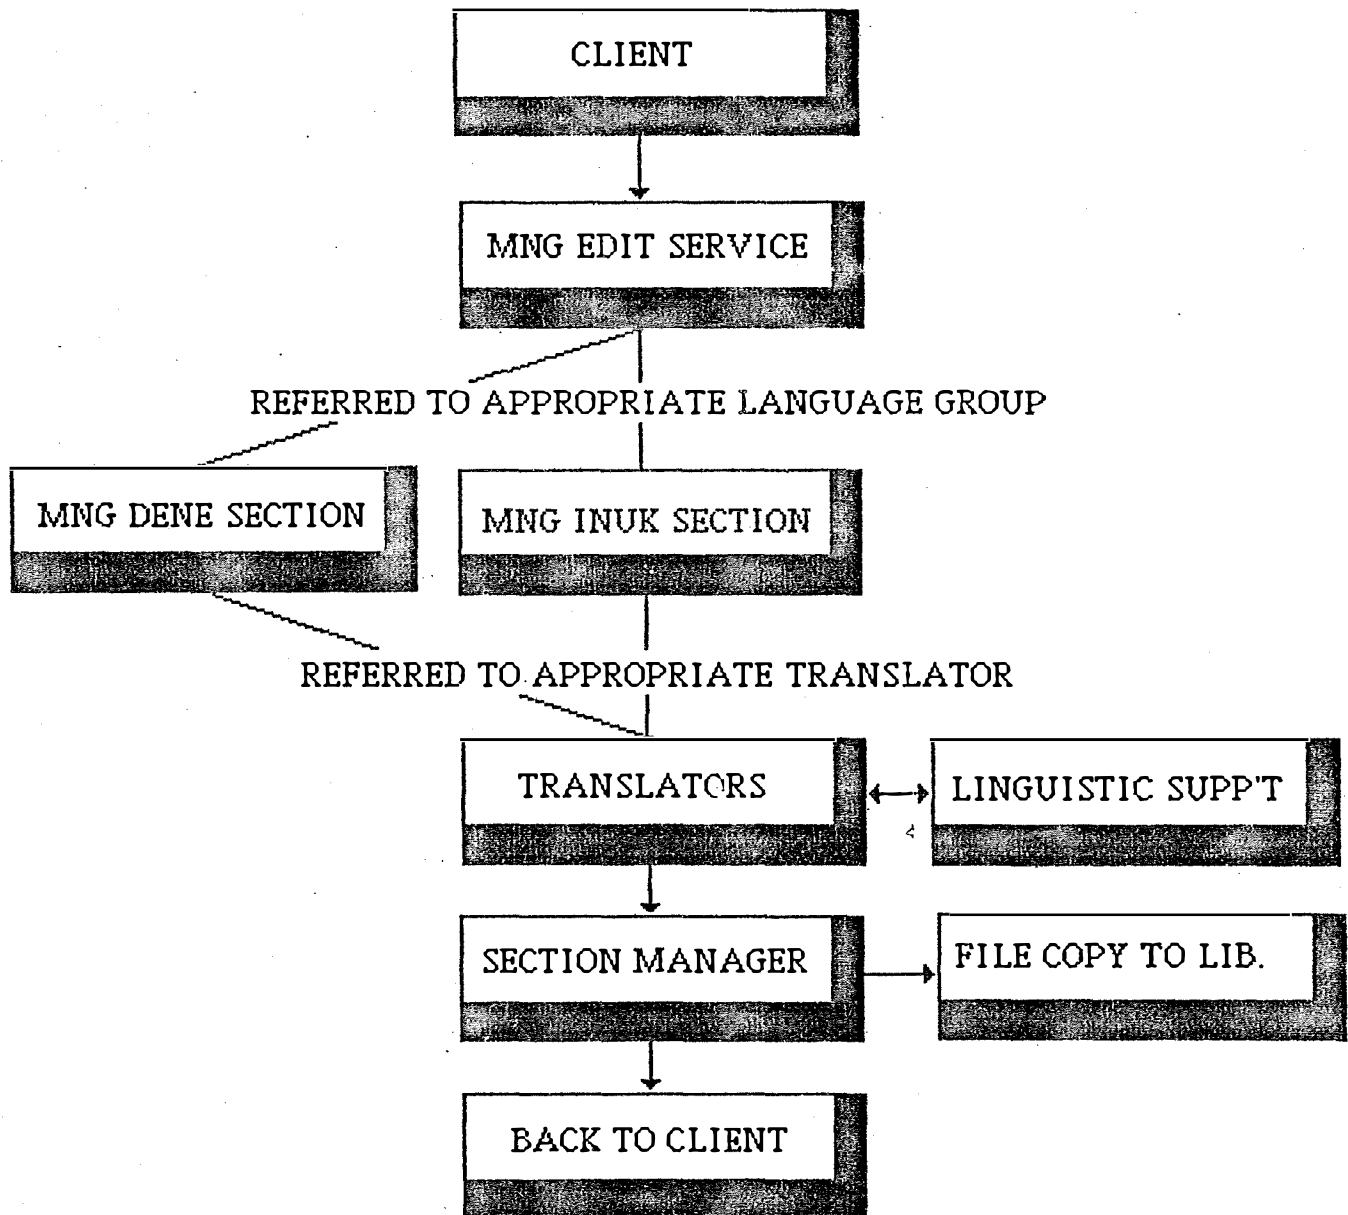 CLIENT
MNG EDIT SERVICE
REFERRED TO APPROPRIATE LANGUAGE GROUP
MNG DENE SECTION
MNG INUK SECTION
REFERRED TO APPROPRIATE TRANSLATOR
TRANSLATORS
LINGUISTIC SUPP'T
SECTION MANAGER
FILE COPY TO LIB.
BACK TO CLIENT